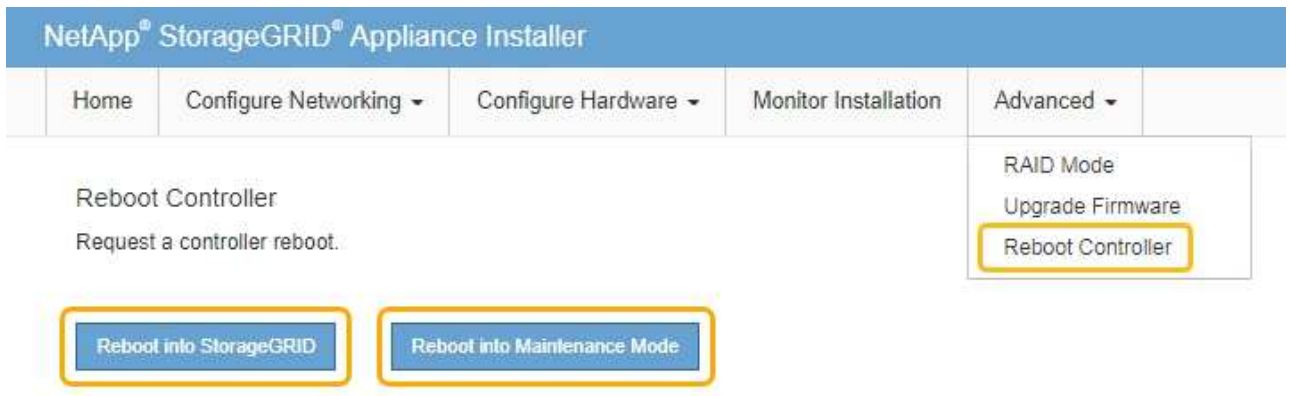 NetApp® StorageGRID® Appliance Installer
Home Configure Networking Configure Hardware Monitor Installation Advanced
RAID Mode
Upgrade Firmware
Reboot Controller
Reboot Controller
Request a controller reboot.
Reboot into StorageGRID Reboot into Maintenance Mode